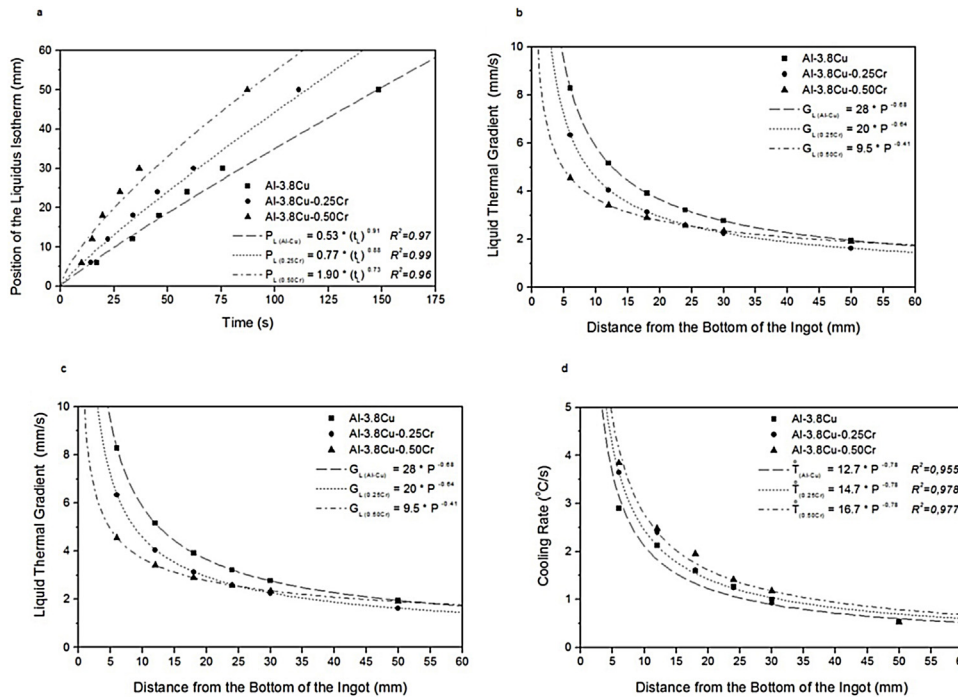 a
Position of the Liquidus Isotherm (mm)
60
50
40
30
20
10
0
Al-3.8Cu
Al-3.8Cu-0.25Cr
Al-3.8Cu-0.50Cr
P L (Al-Cu) = 0.53 * (t L) 0.91 R²=0.97
P L (0.25Cr) = 0.77 * (t L) 0.88 R²=0.99
P L (0.50Cr) = 1.90 * (t L) 0.73 R²=0.96
0 25 50 75 100 125 150 175
Time (s)
b
Liquid Thermal Gradient (mm/s)
10
8
6
4
2
0
Al-3.8Cu
Al-3.8Cu-0.25Cr
Al-3.8Cu-0.50Cr
G L (Al-Cu) = 28 * P -0.68
G L (0.25Cr) = 20 * P -0.64
G L (0.50Cr) = 9.5 * P -0.41
0 5 10 15 20 25 30 35 40 45 50 55 60
Distance from the Bottom of the Ingot (mm)
c
Liquid Thermal Gradient (mm/s)
10
8
6
4
2
0
Al-3.8Cu
Al-3.8Cu-0.25Cr
Al-3.8Cu-0.50Cr
G L (Al-Cu) = 28 * P -0.68
G L (0.25Cr) = 20 * P -0.64
G L (0.50Cr) = 9.5 * P -0.41
0 5 10 15 20 25 30 35 40 45 50 55 60
Distance from the Bottom of the Ingot (mm)
d
Cooling Rate (°C/s)
5
4
3
2
1
0
Al-3.8Cu
Al-3.8Cu-0.25Cr
Al-3.8Cu-0.50Cr
Ṫ (Al-Cu) = 12.7 * P -0.78 R²=0,955
Ṫ (0.25Cr) = 14.7 * P -0.78 R²=0,978
Ṫ (0.50Cr) = 16.7 * P -0.78 R²=0,977
0 5 10 15 20 25 30 35 40 45 50 55 60
Distance from the Bottom of the Ingot (mm)